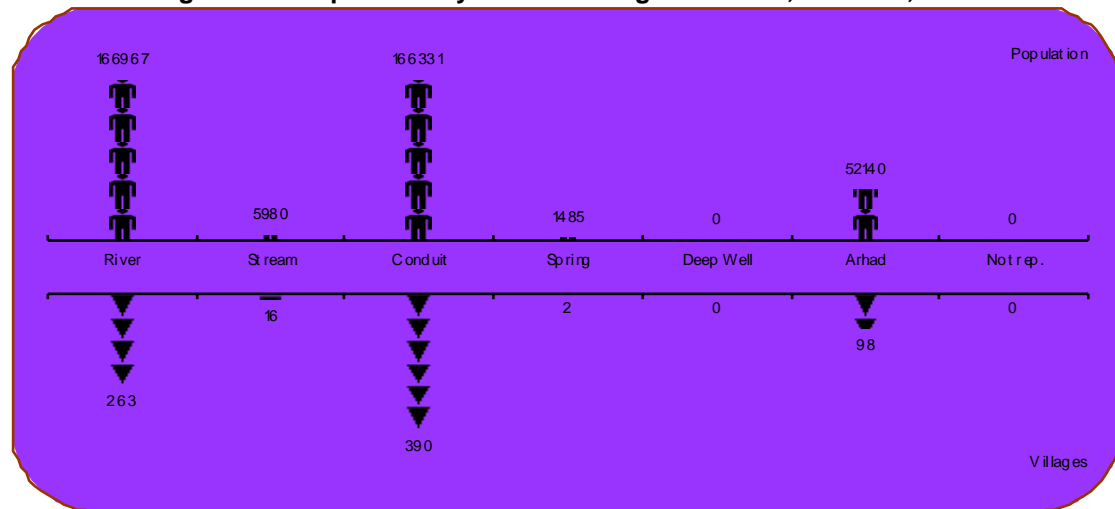 166967 166331 Population
52140
5980 1485 0 0
River Stream Conduit Spring Deep Well Arhad Not rep.
16 2 0 0
98
263
390
Villages